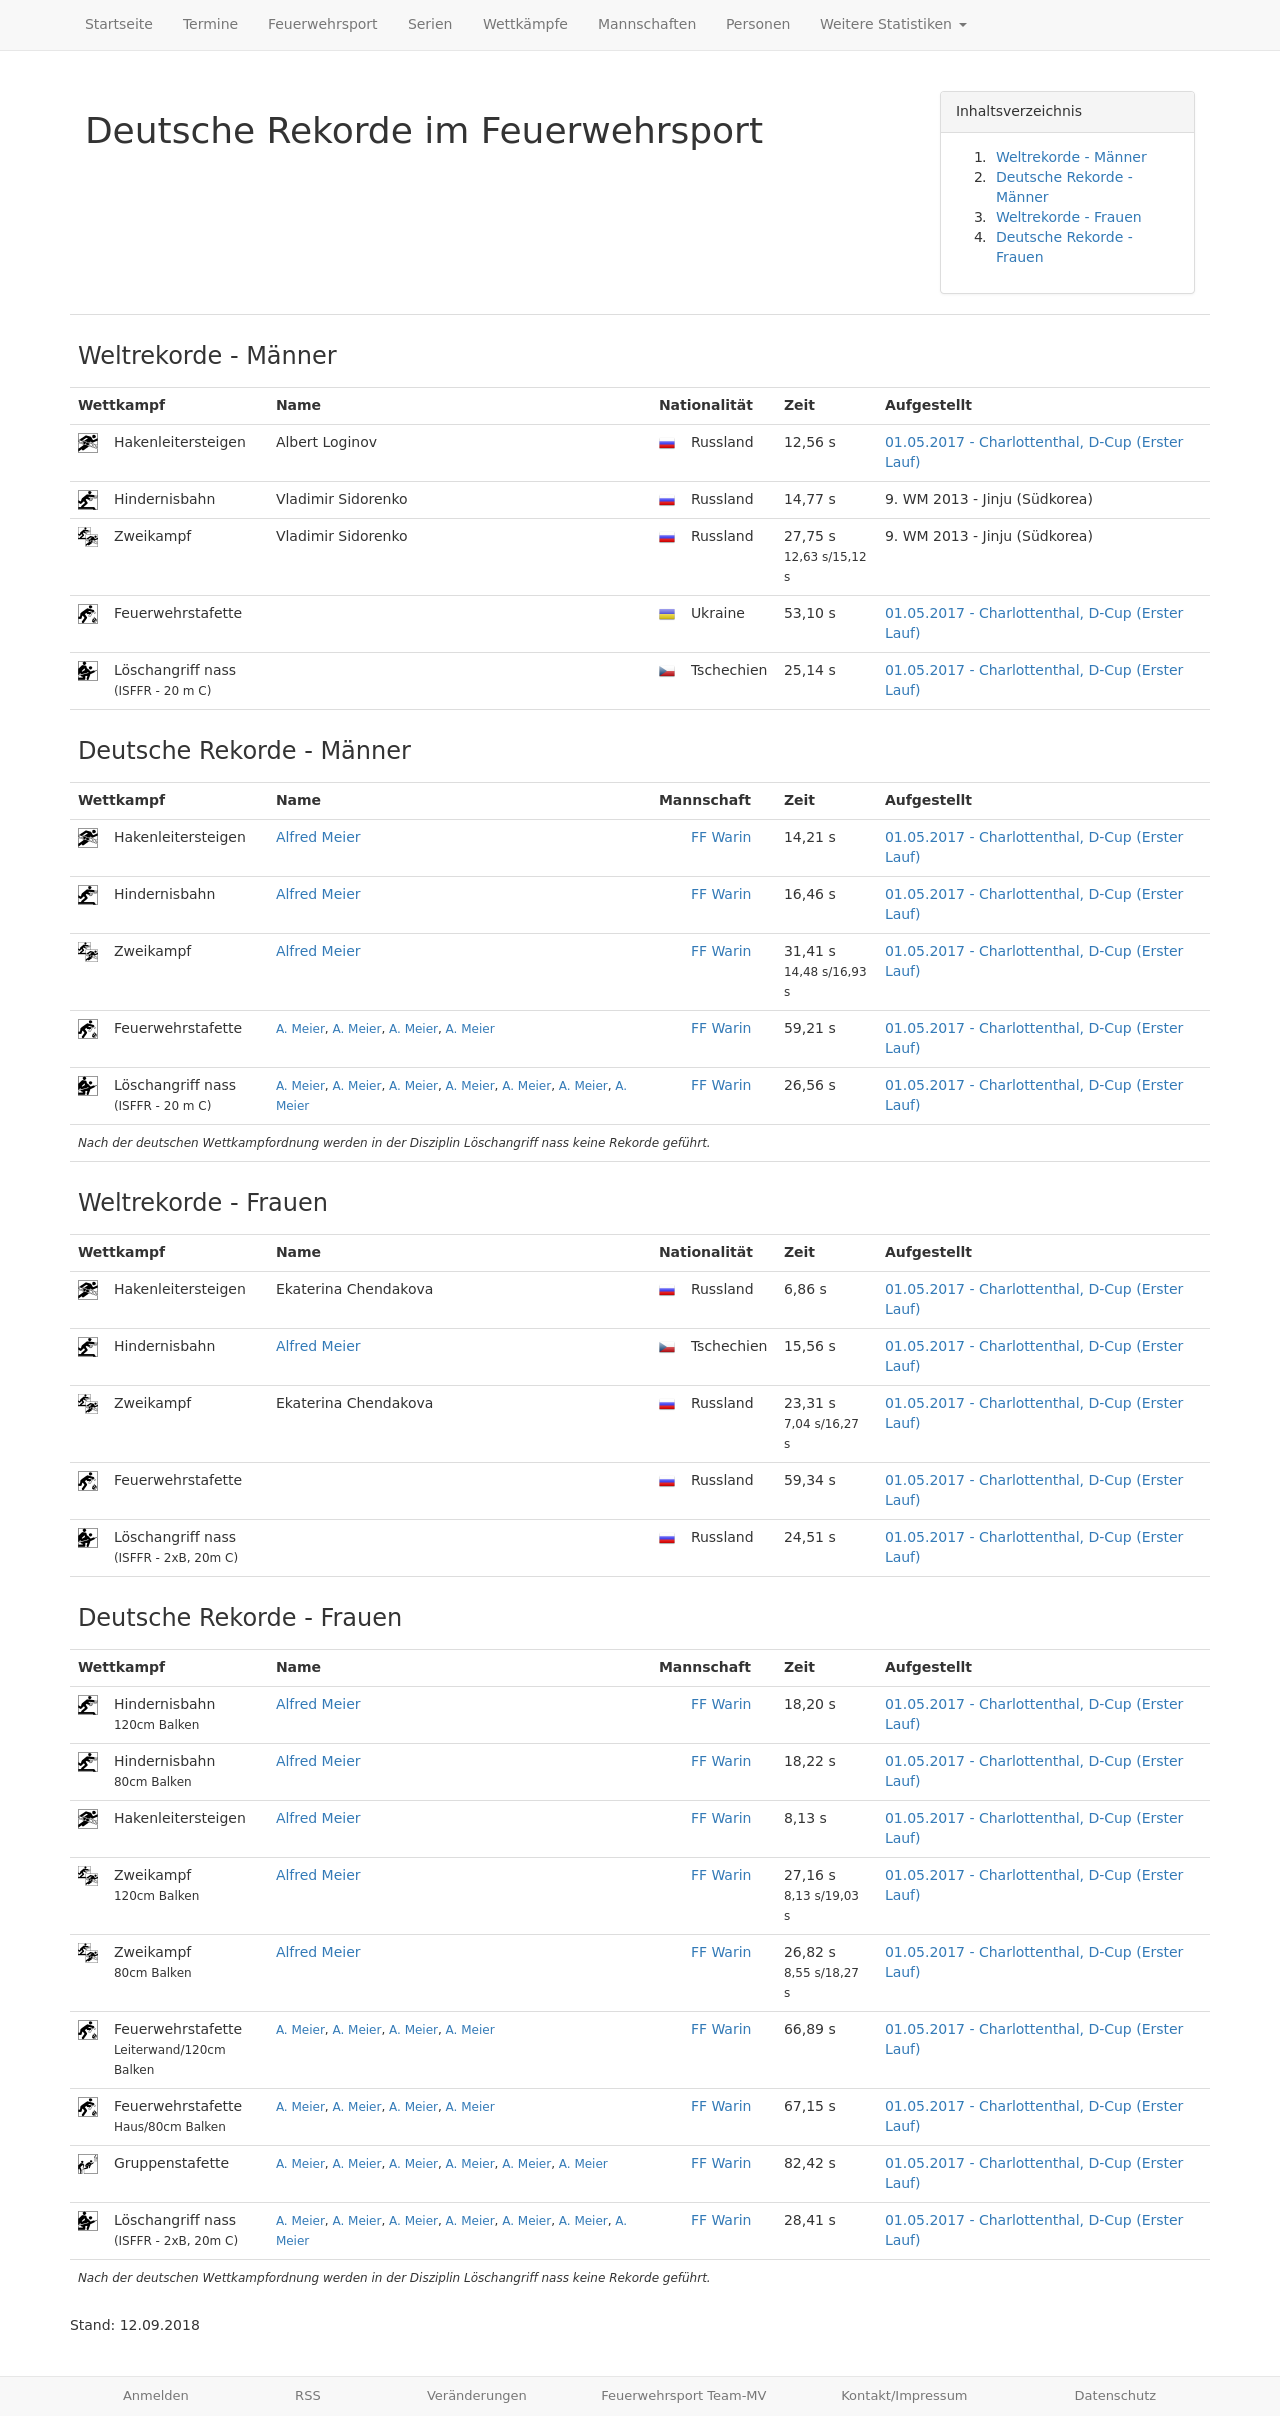 Startseite Termine Feuerwehrsport Serien Wettkämpfe Mannschaften Personen Weitere Statistiken
Deutsche Rekorde im Feuerwehrsport
Inhaltsverzeichnis
1. Weltrekorde - Männer
2. Deutsche Rekorde -
Männer
3. Weltrekorde - Frauen
4. Deutsche Rekorde -
Frauen
Weltrekorde - Männer
Wettkampf Name Nationalität Zeit Aufgestellt
Hakenleitersteigen Albert Loginov Russland 12,56 s 01.05.2017 - Charlottenthal, D-Cup (Erster
Lauf)
Hindernisbahn Vladimir Sidorenko Russland 14,77 s 9. WM 2013 - Jinju (Südkorea)
Zweikampf Vladimir Sidorenko Russland 27,75 s 9. WM 2013 - Jinju (Südkorea)
12,63 s/15,12
s
Feuerwehrstafette Ukraine 53,10 s 01.05.2017 - Charlottenthal, D-Cup (Erster
Lauf)
Löschangriff nass Tschechien 25,14 s 01.05.2017 - Charlottenthal, D-Cup (Erster
(ISFFR - 20 m C) Lauf)
Deutsche Rekorde - Männer
Wettkampf Name Mannschaft Zeit Aufgestellt
Hakenleitersteigen Alfred Meier FF Warin 14,21 s 01.05.2017 - Charlottenthal, D-Cup (Erster
Lauf)
Hindernisbahn Alfred Meier FF Warin 16,46 s 01.05.2017 - Charlottenthal, D-Cup (Erster
Lauf)
Zweikampf Alfred Meier FF Warin 31,41 s 01.05.2017 - Charlottenthal, D-Cup (Erster
14,48 s/16,93 Lauf)
s
Feuerwehrstafette A. Meier, A. Meier, A. Meier, A. Meier FF Warin 59,21 s 01.05.2017 - Charlottenthal, D-Cup (Erster
Lauf)
Löschangriff nass A. Meier, A. Meier, A. Meier, A. Meier, A. Meier, A. Meier, A. FF Warin 26,56 s 01.05.2017 - Charlottenthal, D-Cup (Erster
(ISFFR - 20 m C) Meier Lauf)
Nach der deutschen Wettkampfordnung werden in der Disziplin Löschangriff nass keine Rekorde geführt.
Weltrekorde - Frauen
Wettkampf Name Nationalität Zeit Aufgestellt
Hakenleitersteigen Ekaterina Chendakova Russland 6,86 s 01.05.2017 - Charlottenthal, D-Cup (Erster
Lauf)
Hindernisbahn Alfred Meier Tschechien 15,56 s 01.05.2017 - Charlottenthal, D-Cup (Erster
Lauf)
Zweikampf Ekaterina Chendakova Russland 23,31 s 01.05.2017 - Charlottenthal, D-Cup (Erster
7,04 s/16,27 Lauf)
s
Feuerwehrstafette Russland 59,34 s 01.05.2017 - Charlottenthal, D-Cup (Erster
Lauf)
Löschangriff nass Russland 24,51 s 01.05.2017 - Charlottenthal, D-Cup (Erster
(ISFFR - 2xB, 20m C) Lauf)
Deutsche Rekorde - Frauen
Wettkampf Name Mannschaft Zeit Aufgestellt
Hindernisbahn Alfred Meier FF Warin 18,20 s 01.05.2017 - Charlottenthal, D-Cup (Erster
120cm Balken Lauf)
Hindernisbahn Alfred Meier FF Warin 18,22 s 01.05.2017 - Charlottenthal, D-Cup (Erster
80cm Balken Lauf)
Hakenleitersteigen Alfred Meier FF Warin 8,13 s 01.05.2017 - Charlottenthal, D-Cup (Erster
Lauf)
Zweikampf Alfred Meier FF Warin 27,16 s 01.05.2017 - Charlottenthal, D-Cup (Erster
120cm Balken 8,13 s/19,03 Lauf)
s
Zweikampf Alfred Meier FF Warin 26,82 s 01.05.2017 - Charlottenthal, D-Cup (Erster
80cm Balken 8,55 s/18,27 Lauf)
s
Feuerwehrstafette A. Meier, A. Meier, A. Meier, A. Meier FF Warin 66,89 s 01.05.2017 - Charlottenthal, D-Cup (Erster
Leiterwand/120cm Lauf)
Balken
Feuerwehrstafette A. Meier, A. Meier, A. Meier, A. Meier FF Warin 67,15 s 01.05.2017 - Charlottenthal, D-Cup (Erster
Haus/80cm Balken Lauf)
Gruppenstafette A. Meier, A. Meier, A. Meier, A. Meier, A. Meier, A. Meier FF Warin 82,42 s 01.05.2017 - Charlottenthal, D-Cup (Erster
Lauf)
Löschangriff nass A. Meier, A. Meier, A. Meier, A. Meier, A. Meier, A. Meier, A. FF Warin 28,41 s 01.05.2017 - Charlottenthal, D-Cup (Erster
(ISFFR - 2xB, 20m C) Meier Lauf)
Nach der deutschen Wettkampfordnung werden in der Disziplin Löschangriff nass keine Rekorde geführt.
Stand: 12.09.2018
Anmelden RSS Veränderungen Feuerwehrsport Team-MV Kontakt/Impressum Datenschutz